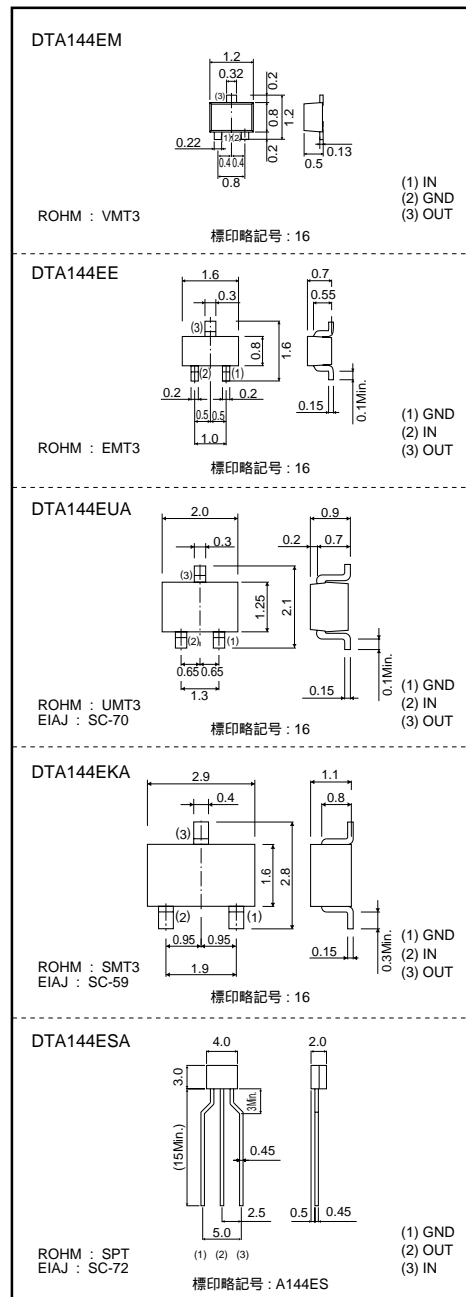 DTA144EM
1.2
0.32
0.2
(3)
0.8
1.2
(1)
(2)
0.22
0.2
0.4 0.4
0.8
0.13
0.5
(1) IN
(2) GND
(3) OUT
ROHM : VMT3
標印略記号 : 16
DTA144EE
1.6
0.3
(3)
0.8
1.6
(2) (1)
0.2 0.2
0.5 0.5
1.0
0.7
0.55
0.15
0.1Min.
(1) GND
(2) IN
(3) OUT
ROHM : EMT3
標印略記号 : 16
DTA144EUA
2.0
0.3
(3)
1.25
2.1
(2) (1)
0.65 0.65
1.3
0.9
0.2 0.7
0.15
0.1Min.
(1) GND
(2) IN
(3) OUT
ROHM : UMT3
EIAJ : SC-70
標印略記号 : 16
DTA144EKA
2.9
0.4
(3)
1.6
2.8
(2) (1)
0.95 0.95
1.9
1.1
0.8
0.15
0.3Min.
(1) GND
(2) IN
(3) OUT
ROHM : SMT3
EIAJ : SC-59
標印略記号 : 16
DTA144ESA
4.0
2.0
3.0
3Min.
(15Min.)
0.45
2.5
5.0
0.5 0.45
(1) (2) (3)
(1) GND
(2) OUT
(3) IN
ROHM : SPT
EIAJ : SC-72
標印略記号 : A144ES